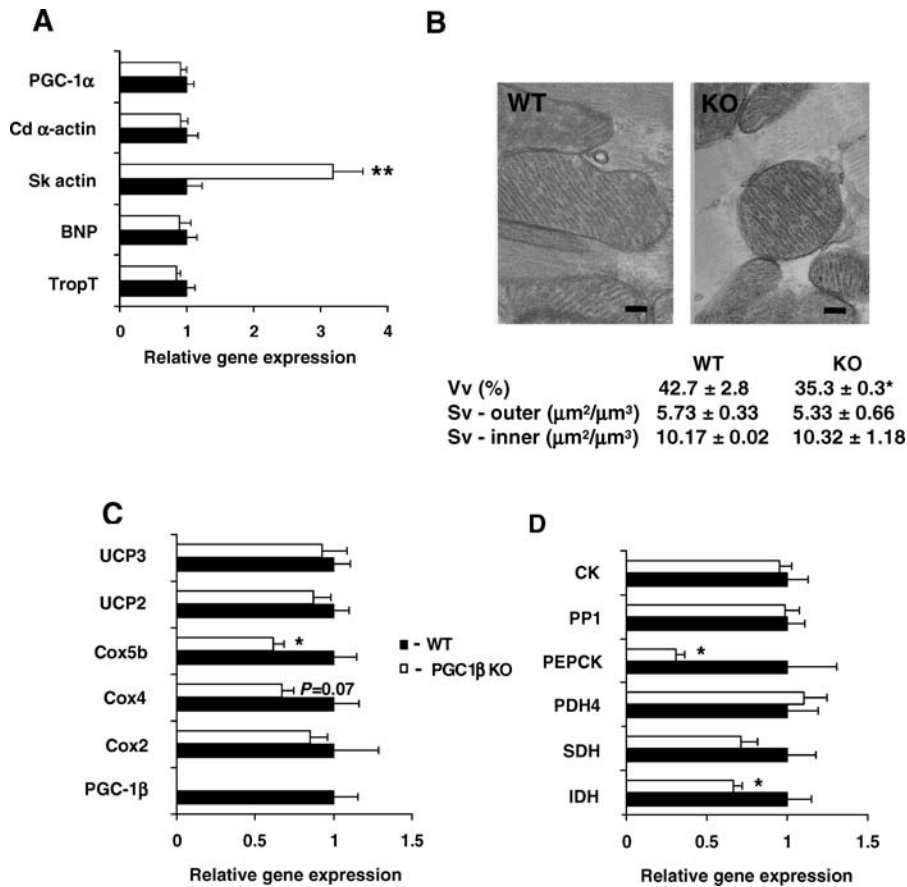 A
PGC-1α
Cd α-actin
Sk actin
**
BNP
TropT
0 1 2 3 4
Relative gene expression
B
WT KO
WT KO
Vv (%) 42.7 ± 2.8 35.3 ± 0.3*
Sv - outer (µm²/µm³) 5.73 ± 0.33 5.33 ± 0.66
Sv - inner (µm²/µm³) 10.17 ± 0.02 10.32 ± 1.18
C
UCP3
UCP2
Cox5b *
Cox4 P=0.07
Cox2
PGC-1β
0 0.5 1 1.5
Relative gene expression
- WT
- PGC1β KO
D
CK
PP1
PEPCK *
PDH4
SDH
IDH *
0 0.5 1 1.5
Relative gene expression